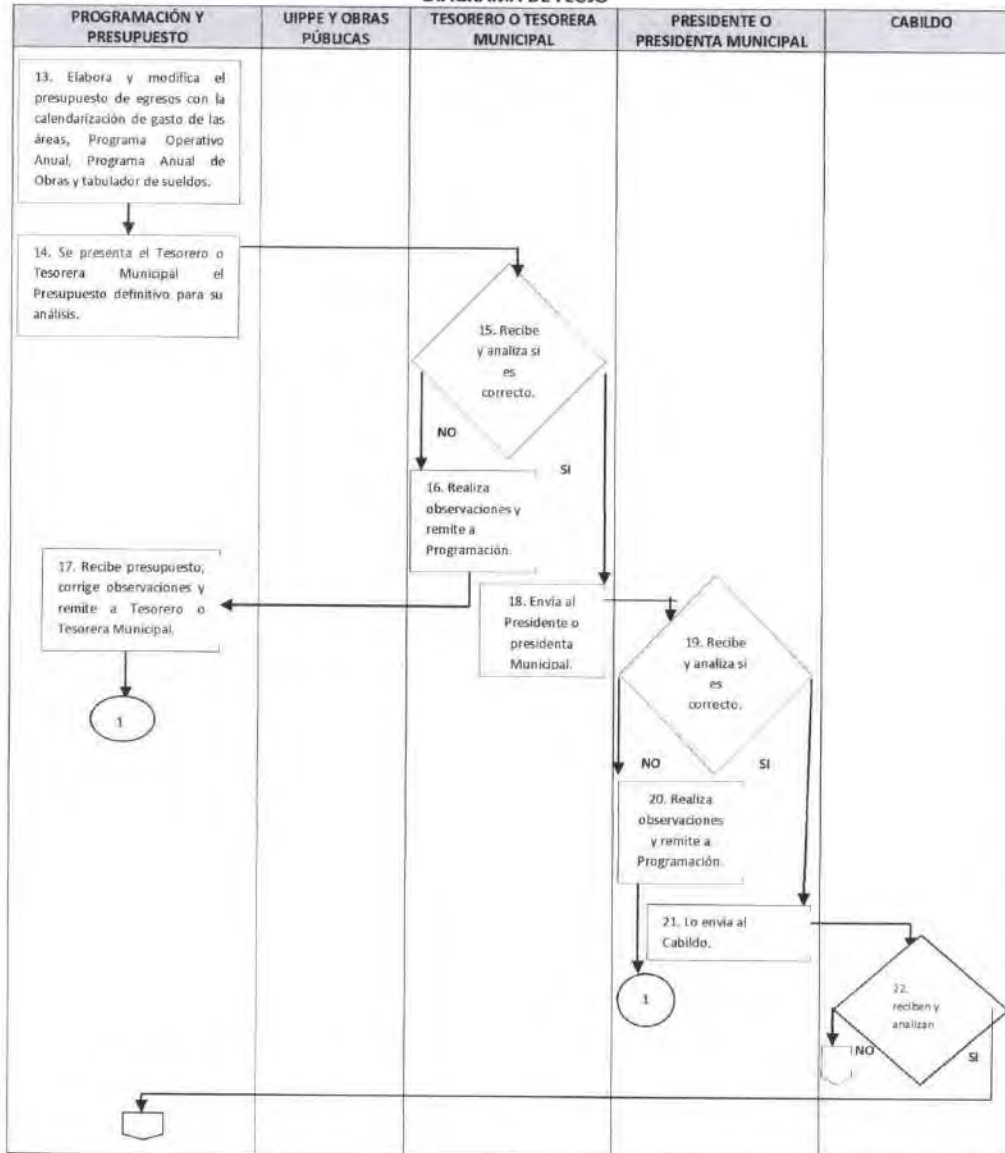 DIAGRAMA DE FLUJO
PROGRAMACIÓN Y
PRESUPUESTO
UIPPE Y OBRAS
PÚBLICAS
TESORERO O TESORERA
MUNICIPAL
PRESIDENTE O
PRESIDENTA MUNICIPAL
CABILDO
13. Elabora y modifica el
presupuesto de egresos con la
calendarización de gasto de las
áreas, Programa Operativo
Anual, Programa Anual de
Obras y tabulador de sueldos.
14. Se presenta el Tesorero o
Tesorera Municipal el
Presupuesto definitivo para su
análisis.
15. Recibe
y analiza si
es
correcto.
NO
SI
16. Realiza
observaciones y
remite a
Programación.
17. Recibe presupuesto,
corrige observaciones y
remite a Tesorero o
Tesorera Municipal.
1
18. Envía al
Presidente o
presidenta
Municipal.
19. Recibe
y analiza si
es
correcto.
NO
SI
20. Realiza
observaciones
y remite a
Programación.
21. Lo envía al
Cabildo.
1
22.
reciben y
analizan
NO
SI